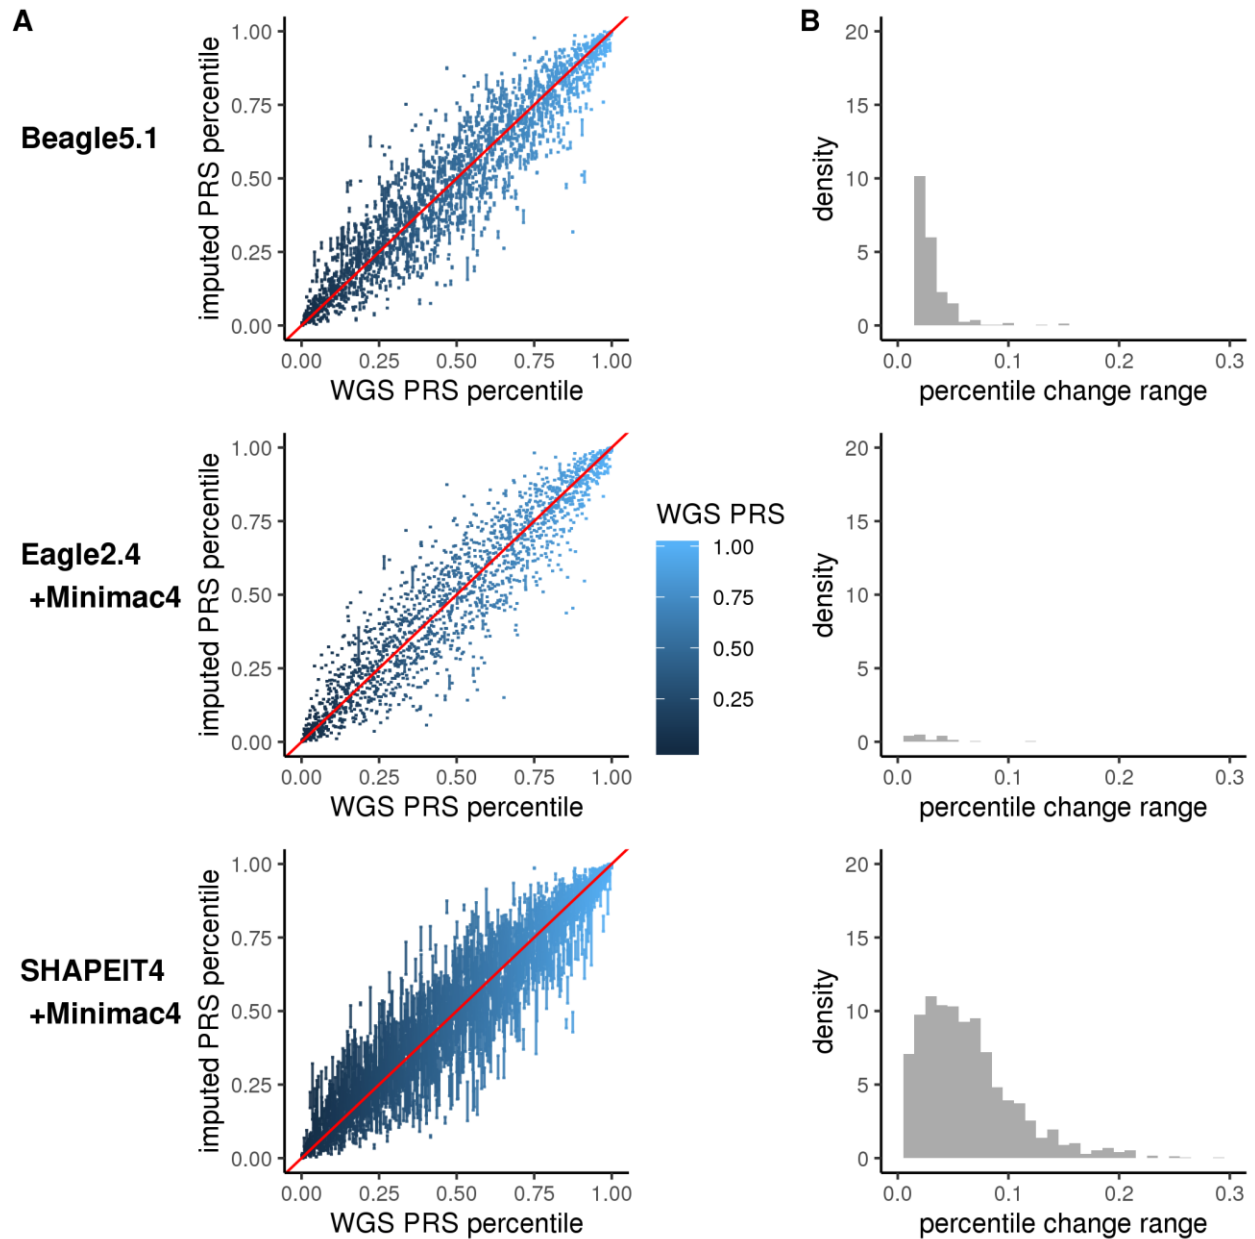 A
B
Beagle5.1
imputed PRS percentile
1.00
0.75
0.50
0.25
0.00
0.00 0.25 0.50 0.75 1.00
WGS PRS percentile
density
20
15
10
5
0
0.0 0.1 0.2 0.3
percentile change range
Eagle2.4
+Minimac4
imputed PRS percentile
1.00
0.75
0.50
0.25
0.00
0.00 0.25 0.50 0.75 1.00
WGS PRS percentile
WGS PRS
1.00
0.75
0.50
0.25
density
20
15
10
5
0
0.0 0.1 0.2 0.3
percentile change range
SHAPEIT4
+Minimac4
imputed PRS percentile
1.00
0.75
0.50
0.25
0.00
0.00 0.25 0.50 0.75 1.00
WGS PRS percentile
density
20
15
10
5
0
0.0 0.1 0.2 0.3
percentile change range